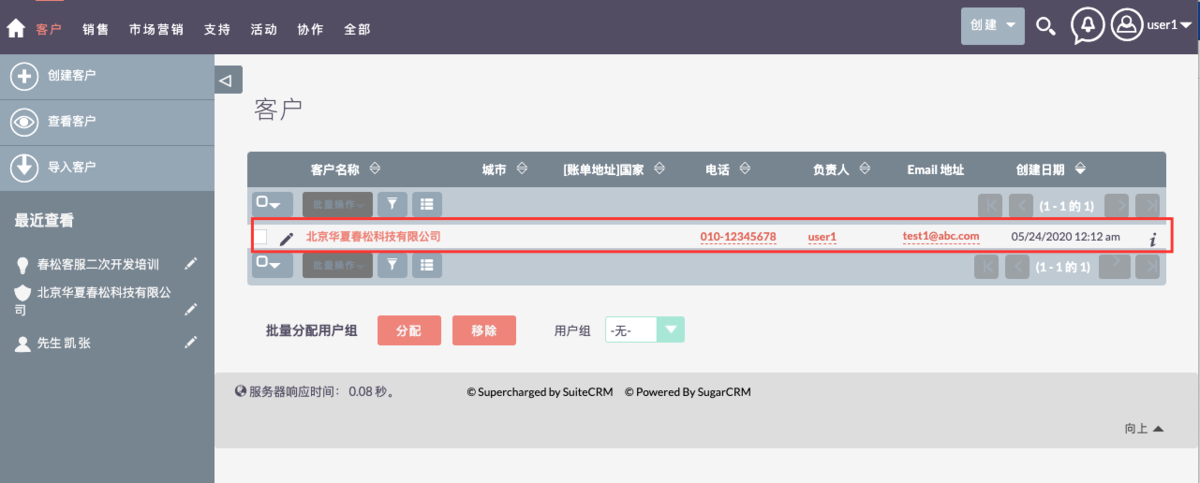 客户 销售 市场营销 支持 活动 协作 全部 创建 user1
创建客户
查看客户
导入客户
最近查看
春松客服二次开发培训
北京华夏春松科技有限公
司
先生 凯 张
客户
客户名称 城市 [账单地址]国家 电话 负责人 Email 地址 创建日期
批量操作 (1 - 1 的 1)
北京华夏春松科技有限公司 010-12345678 user1 test1@abc.com 05/24/2020 12:12 am
批量操作 (1 - 1 的 1)
批量分配用户组 分配 移除 用户组 -无-
服务器响应时间： 0.08 秒。 © Supercharged by SuiteCRM © Powered By SugarCRM
向上